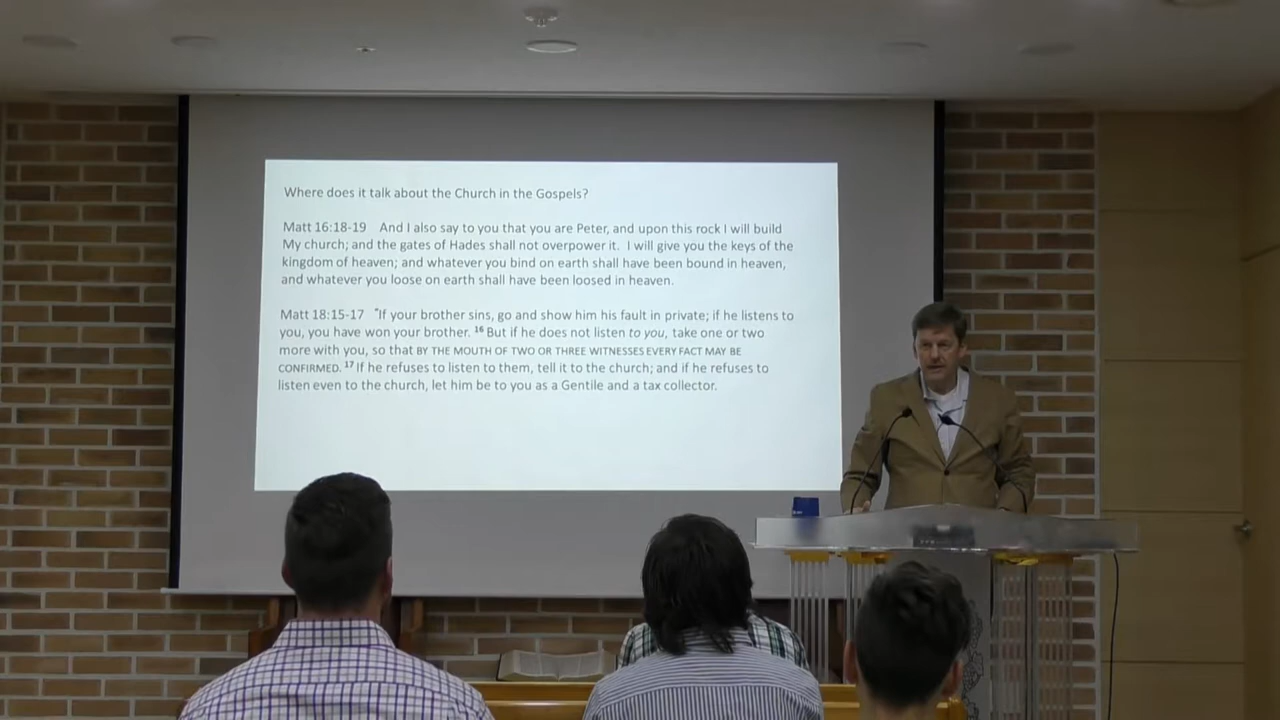 Where does it talk about the Church in the Gospels?
Matt 16:18-19 And I also say to you that you are Peter, and upon this rock I will build
My church; and the gates of Hades shall not overpower it. I will give you the keys of the
kingdom of heaven; and whatever you bind on earth shall have been bound in heaven,
and whatever you loose on earth shall have been loosed in heaven.
Matt 18:15-17 "If your brother sins, go and show him his fault in private; if he listens to
you, you have won your brother. 16 But if he does not listen to you, take one or two
more with you, so that BY THE MOUTH OF TWO OR THREE WITNESSES EVERY FACT MAY BE
CONFIRMED. 17 If he refuses to listen to them, tell it to the church; and if he refuses to
listen even to the church, let him be to you as a Gentile and a tax collector.